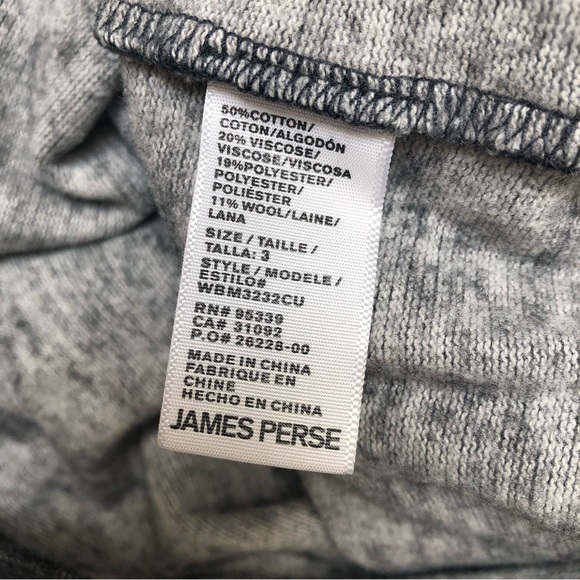 50%COTTON/
COTON/ALGODÓN
20% VISCOSE/
VISCOSE/VISCOSA
19%POLYESTER/
POLYESTER/
POLIÉSTER
11% WOOL/LAINE/
LANA
SIZE / TAILLE /
TALLA: 3
STYLE / MODELE /
ESTILO#
WBM3232CU
RN# 95339
CA# 31092
P.O# 26228-00
MADE IN CHINA
FABRIQUE EN
CHINE
HECHO EN CHINA
JAMES PERSE